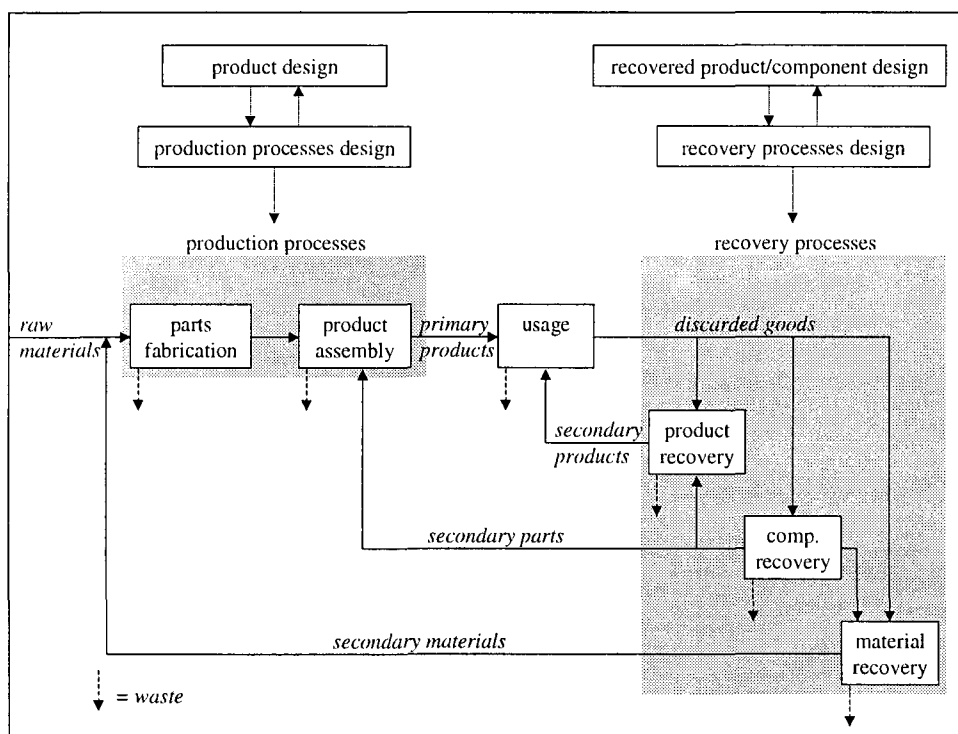 product design
recovered product/component design
production processes design
recovery processes design
production processes
recovery processes
raw
materials
parts
fabrication
product
assembly
primary
products
usage
discarded goods
secondary
products
product
recovery
secondary parts
comp.
recovery
secondary materials
material
recovery
= waste